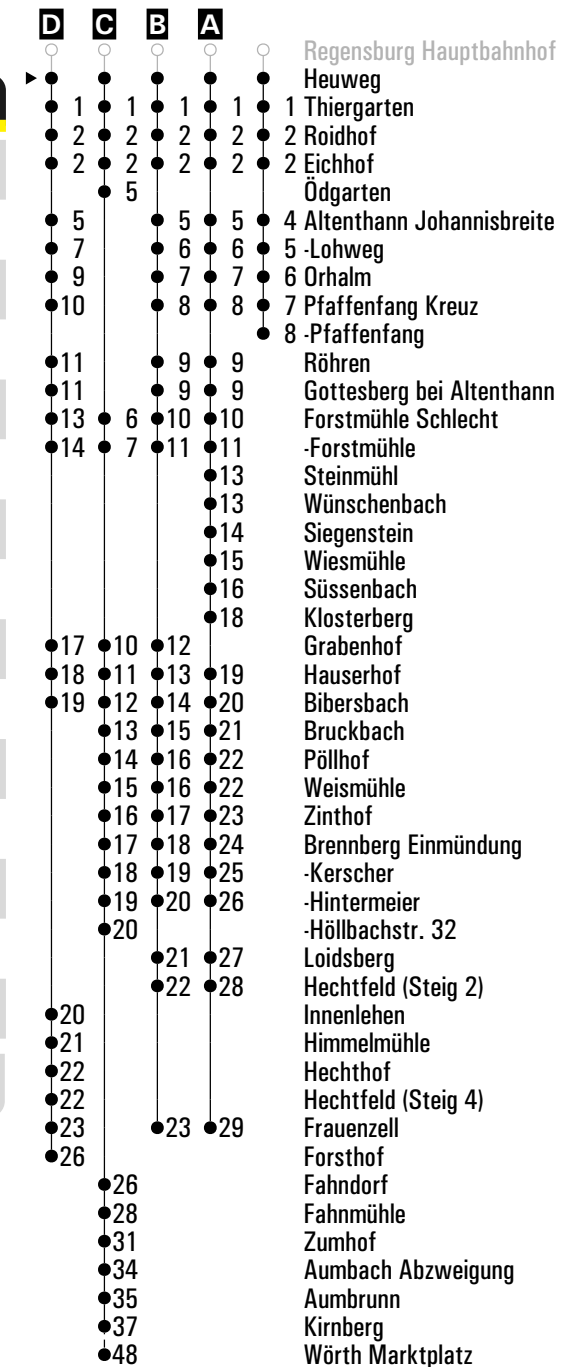 D C B A
Regensburg Hauptbahnhof
Heuweg
1 1 1 1 1 Thiergarten
2 2 2 2 2 Roidhof
2 2 2 2 2 Eichhof
5 Ödgarten
5 5 5 4 Altenthann Johannisbreite
7 6 6 5 -Lohweg
9 7 7 6 Orhalm
10 8 8 7 Pfaffenfang Kreuz
8 -Pfaffenfang
11 9 9 Röhren
11 9 9 Gottesberg bei Altenthann
13 6 10 10 Forstmühle Schlecht
14 7 11 11 -Forstmühle
13 Steinmühl
13 Wünschenbach
14 Siegenstein
15 Wiesmühle
16 Süssenbach
18 Klosterberg
17 10 12 Grabenhof
18 11 13 19 Hauserhof
19 12 14 20 Bibersbach
13 15 21 Bruckbach
14 16 22 Pöllhof
15 16 22 Weismühle
16 17 23 Zinthof
17 18 24 Brennberg Einmündung
18 19 25 -Kerscher
19 20 26 -Hintermeier
20 -Höllbachstr. 32
21 27 Loidsberg
22 28 Hechtfeld (Steig 2)
20 Innenlehen
21 Himmelmühle
22 Hechthof
22 Hechtfeld (Steig 4)
23 23 29 Frauenzell
26 Forsthof
26 Fahndorf
28 Fahnmühle
31 Zumhof
34 Aumbach Abzweigung
35 Aumbrunn
37 Kirnberg
48 Wörth Marktplatz